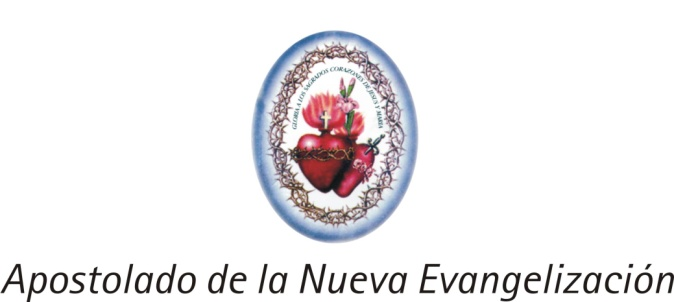 GLORIA A LOS SAGRADOS CORAZONES DE JESUS Y MARIA
Apostolado de la Nueva Evangelización